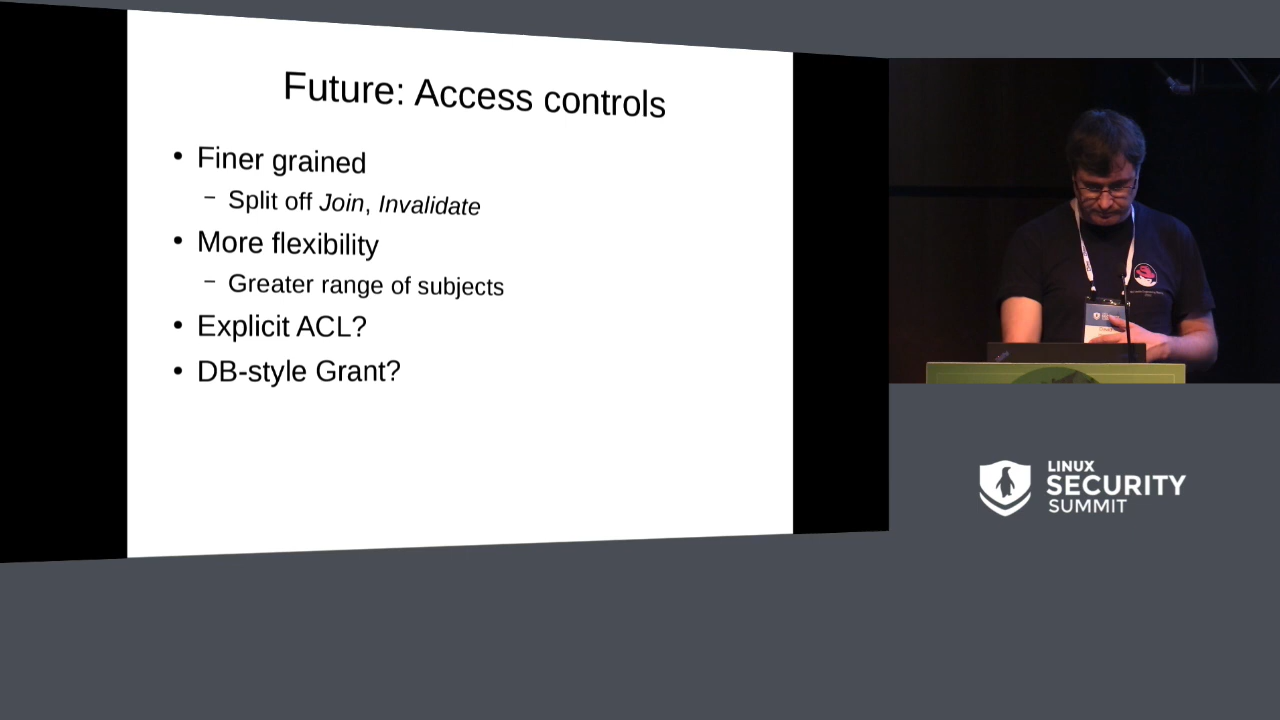 Future: Access controls
• Finer grained
– Split off Join, Invalidate
• More flexibility
– Greater range of subjects
• Explicit ACL?
• DB-style Grant?
LINUX
SECURITY
SUMMIT